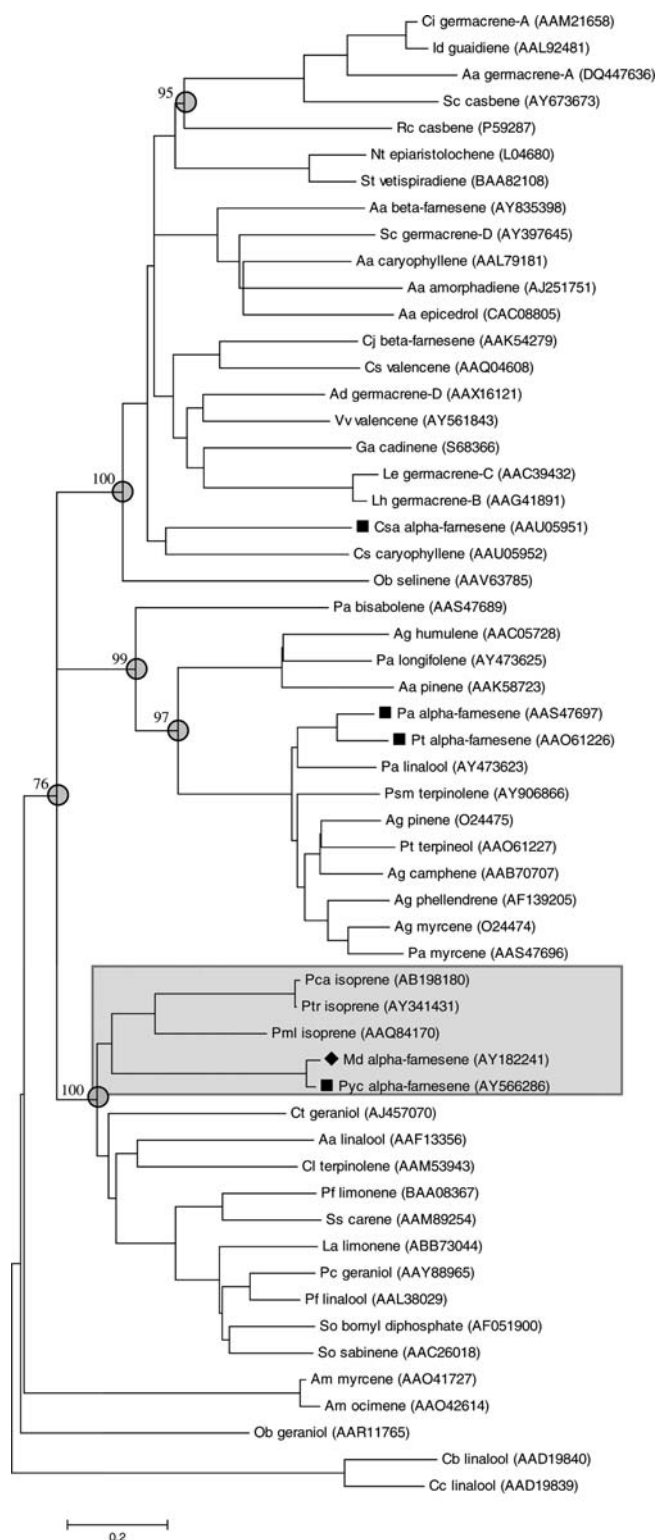 Ci germacrene-A (AAM21658)
Id guaidiene (AAL92481)
Aa germacrene-A (DQ447636)
95
Sc casbene (AY673673)
Rc casbene (P59287)
Nt epiaristolochene (L04680)
St vetispiradiene (BAA82108)
Aa beta-farnesene (AY835398)
Sc germacrene-D (AY397645)
Aa caryophyllene (AAL79181)
Aa amorphadiene (AJ251751)
Aa epicedrol (CAC08805)
Cj beta-farnesene (AAK54279)
Cs valencene (AAQ04608)
Ad germacrene-D (AAX16121)
Vv valencene (AY561843)
Ga cadinene (S68366)
Le germacrene-C (AAC39432)
100
Lh germacrene-B (AAG41891)
Csa alpha-farnesene (AAU05951)
Cs caryophyllene (AAU05952)
Ob selinene (AAV63785)
Pa bisabolene (AAS47689)
Ag humulene (AAC05728)
99
Pa longifolene (AY473625)
Aa pinene (AAK58723)
97
Pa alpha-farnesene (AAS47697)
Pt alpha-farnesene (AAO61226)
Pa linalool (AY473623)
76
Psm terpinolene (AY906866)
Ag pinene (O24475)
Pt terpineol (AAO61227)
Ag camphene (AAB70707)
Ag phellendrene (AF139205)
Ag myrcene (O24474)
Pa myrcene (AAS47696)
Pca isoprene (AB198180)
Ptr isoprene (AY341431)
Pml isoprene (AAQ84170)
Md alpha-farnesene (AY182241)
100
Pyc alpha-farnesene (AY566286)
Ct geraniol (AJ457070)
Aa linalool (AAF13356)
Cl terpinolene (AAM53943)
Pf limonene (BAA08367)
Ss carene (AAM89254)
La limonene (ABB73044)
Pc geraniol (AAY88965)
Pf linalool (AAL38029)
So bornyl diphosphate (AF051900)
So sabinene (AAC26018)
Am myrcene (AAO41727)
Am ocimene (AAO42614)
Ob geraniol (AAR11765)
Cb linalool (AAD19840)
Cc linalool (AAD19839)
0.2